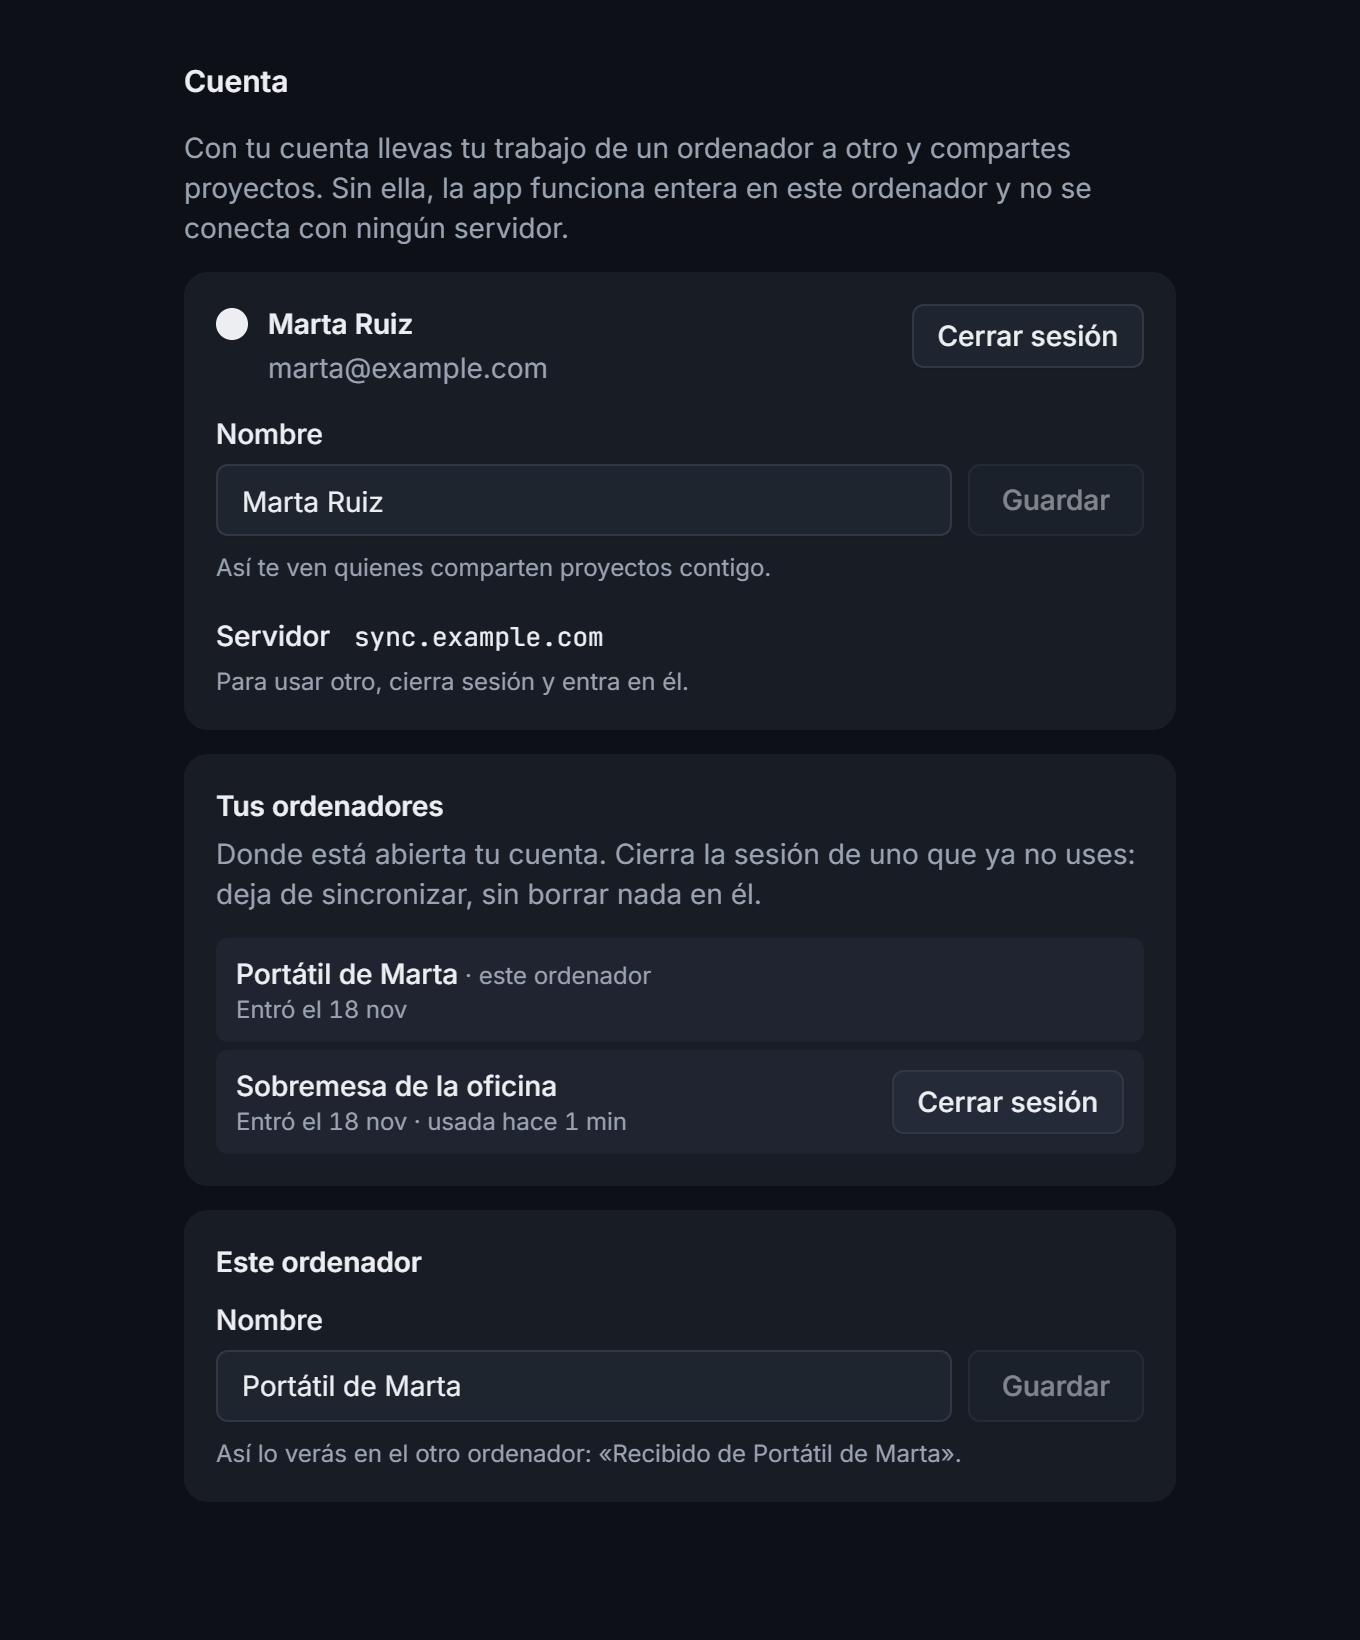 Cuenta
Con tu cuenta llevas tu trabajo de un ordenador a otro y compartes
proyectos. Sin ella, la app funciona entera en este ordenador y no se
conecta con ningún servidor.
Marta Ruiz
Cerrar sesión
marta@example.com
Nombre
Marta Ruiz
Guardar
Así te ven quienes comparten proyectos contigo.
Servidor sync.example.com
Para usar otro, cierra sesión y entra en él.
Tus ordenadores
Donde está abierta tu cuenta. Cierra la sesión de uno que ya no uses:
deja de sincronizar, sin borrar nada en él.
Portátil de Marta · este ordenador
Entró el 18 nov
Sobremesa de la oficina
Entró el 18 nov · usada hace 1 min
Cerrar sesión
Este ordenador
Nombre
Portátil de Marta
Guardar
Así lo verás en el otro ordenador: «Recibido de Portátil de Marta».